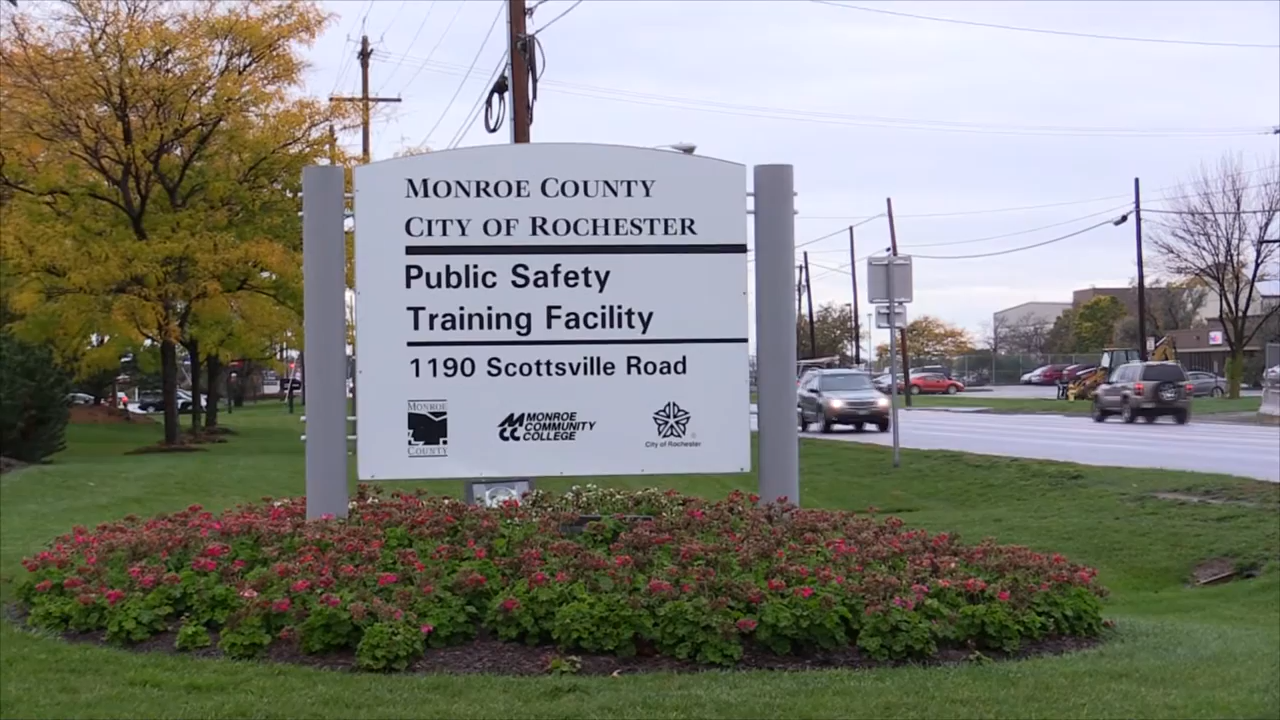 MONROE COUNTY
CITY OF ROCHESTER
Public Safety
Training Facility
1190 Scottsville Road
MONROE
COUNTY
MCC
MONROE
COMMUNITY
COLLEGE
City of Rochester